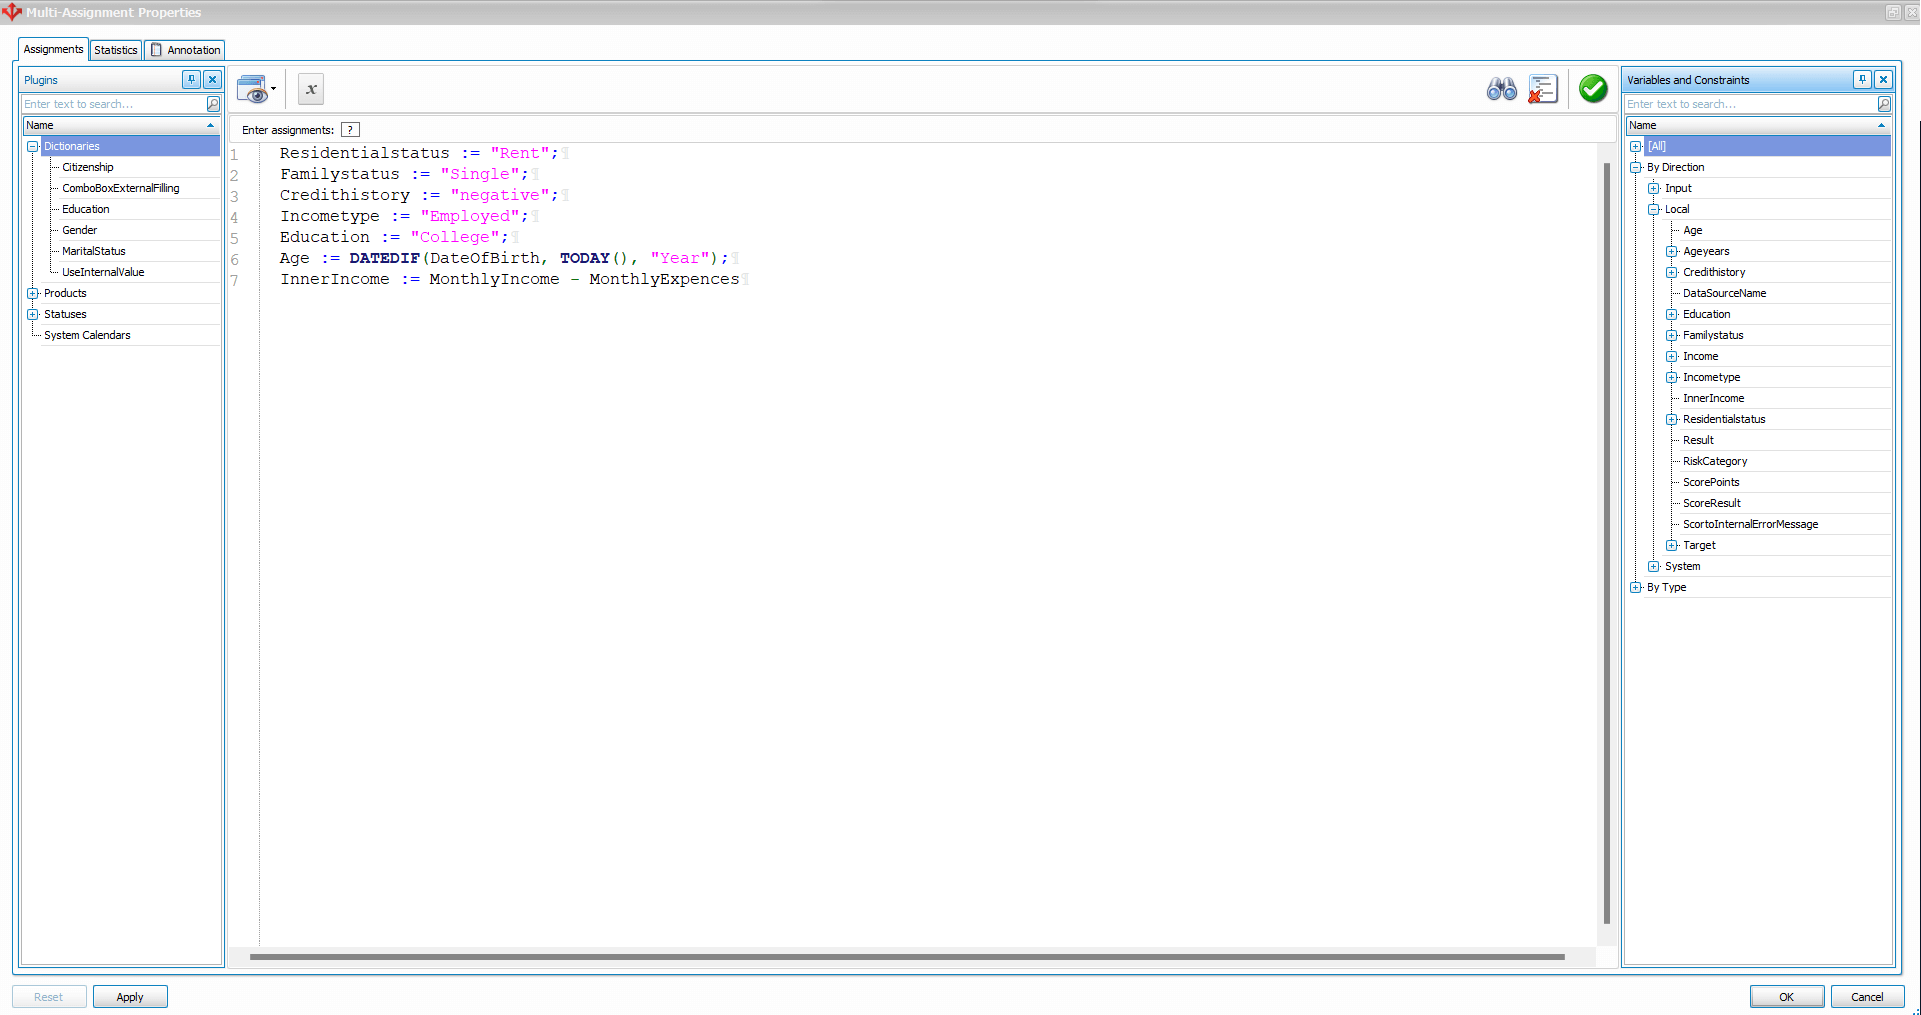 Multi-Assignment Properties
Assignments
Statistics
Annotation
Plugins
Enter text to search...
Name
Dictionaries
Citizenship
ComboBoxExternalFilling
Education
Gender
MaritalStatus
UseInternalValue
Products
Statuses
System Calendars
x
Enter assignments: ?
1 Residentialstatus := "Rent";¶
2 Familystatus := "Single";¶
3 Credithistory := "negative";¶
4 Incometype := "Employed";¶
5 Education := "College";¶
6 Age := DATEDIF(DateOfBirth, TODAY(), "Year");¶
7 InnerIncome := MonthlyIncome - MonthlyExpences¶
Variables and Constraints
Enter text to search...
Name
[All]
By Direction
Input
Local
Age
Ageyears
Credithistory
DataSourceName
Education
Familystatus
Income
Incometype
InnerIncome
Residentialstatus
Result
RiskCategory
ScorePoints
ScoreResult
ScortoInternalErrorMessage
Target
System
By Type
Reset
Apply
OK
Cancel